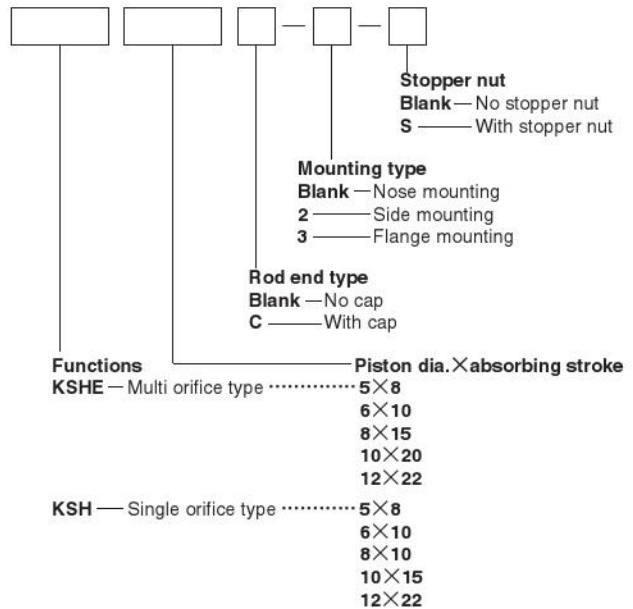 Stopper nut
Blank — No stopper nut
S — With stopper nut
Mounting type
Blank — Nose mounting
2 — Side mounting
3 — Flange mounting
Rod end type
Blank — No cap
C — With cap
Functions Piston dia.×absorbing stroke
KSHE — Multi orifice type ·············· 5×8
6×10
8×15
10×20
12×22
KSH — Single orifice type ············ 5×8
6×10
8×10
10×15
12×22